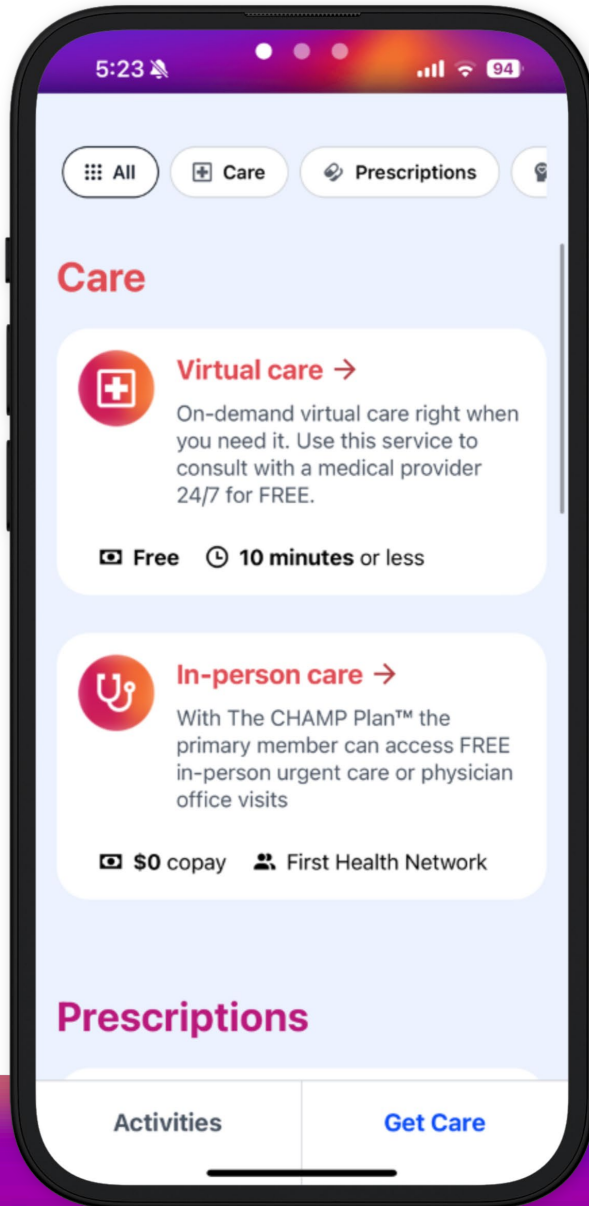 5:23
94
All
Care
Prescriptions
Care
Virtual care →
On-demand virtual care right when
you need it. Use this service to
consult with a medical provider
24/7 for FREE.
Free 10 minutes or less
In-person care →
With The CHAMP Plan™ the
primary member can access FREE
in-person urgent care or physician
office visits
$0 copay First Health Network
Prescriptions
Activities
Get Care